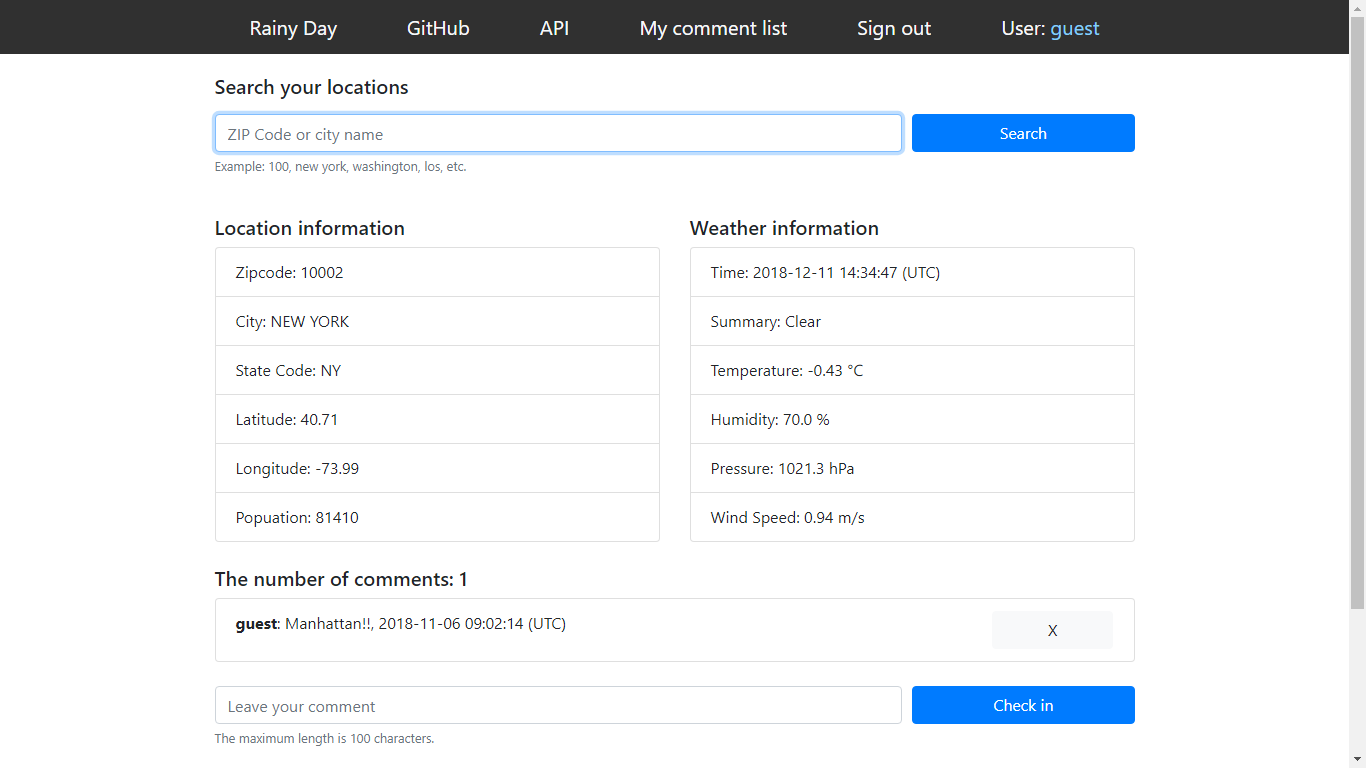 Rainy Day GitHub API My comment list Sign out User: guest
Search your locations
ZIP Code or city name Search
Example: 100, new york, washington, los, etc.
Location information
Zipcode: 10002
City: NEW YORK
State Code: NY
Latitude: 40.71
Longitude: -73.99
Popuation: 81410
Weather information
Time: 2018-12-11 14:34:47 (UTC)
Summary: Clear
Temperature: -0.43 °C
Humidity: 70.0 %
Pressure: 1021.3 hPa
Wind Speed: 0.94 m/s
The number of comments: 1
guest: Manhattan!!, 2018-11-06 09:02:14 (UTC) X
Leave your comment Check in
The maximum length is 100 characters.